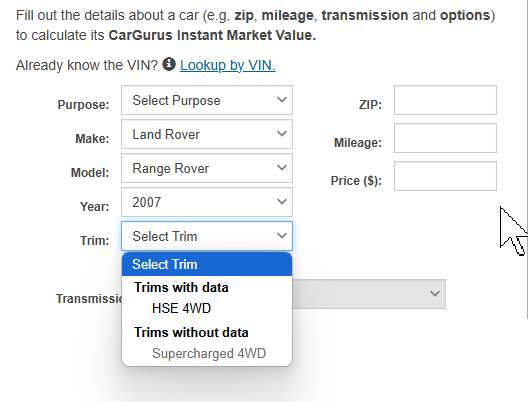 Fill out the details about a car (e.g. zip, mileage, transmission and options)
to calculate its CarGurus Instant Market Value.
Already know the VIN? Lookup by VIN.
Purpose: Select Purpose
ZIP:
Make: Land Rover
Mileage:
Model: Range Rover
Price ($):
Year: 2007
Trim: Select Trim
Select Trim
Trims with data
HSE 4WD
Trims without data
Supercharged 4WD